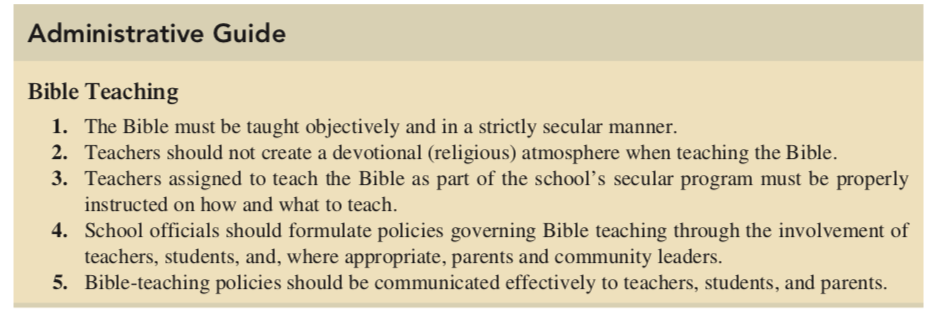 Administrative Guide
Bible Teaching
1. The Bible must be taught objectively and in a strictly secular manner.
2. Teachers should not create a devotional (religious) atmosphere when teaching the Bible.
3. Teachers assigned to teach the Bible as part of the school's secular program must be properly
instructed on how and what to teach.
4. School officials should formulate policies governing Bible teaching through the involvement of
teachers, students, and, where appropriate, parents and community leaders.
5. Bible-teaching policies should be communicated effectively to teachers, students, and parents.